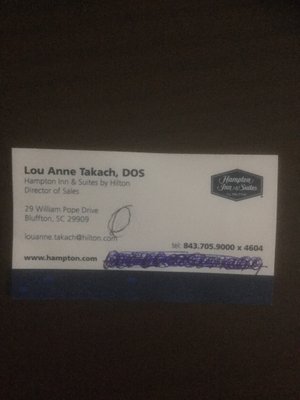 Lou Anne Takach, DOS
Hampton Inn & Suites by Hilton
Director of Sales
Hampton
Inn & Suites
29 William Pope Drive
Bluffton, SC 29909
louanne.takach@hilton.com
tel: 843.705.9000 x 4604
www.hampton.com